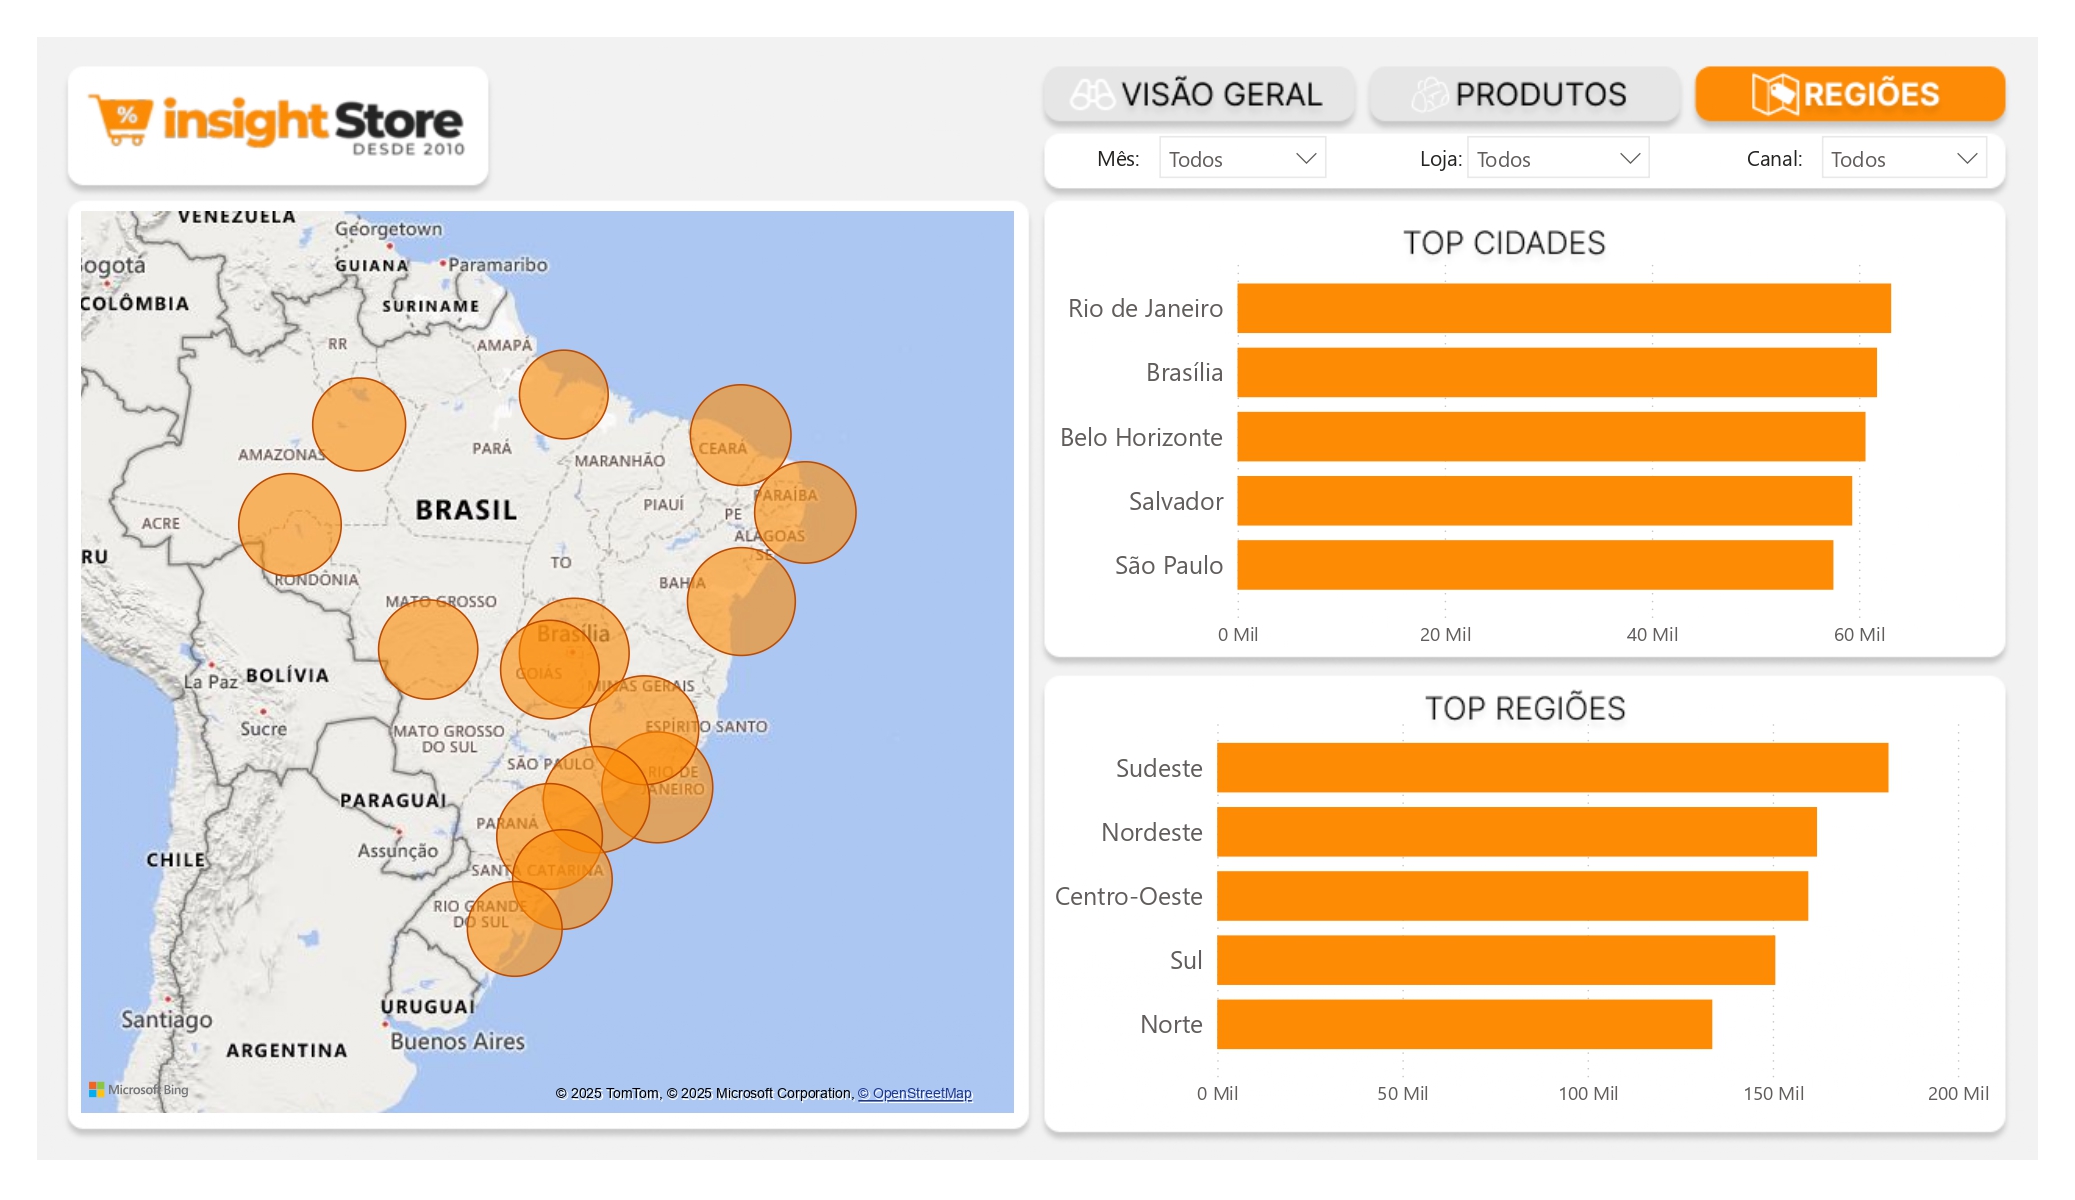 % insight Store
DESDE 2010
VISÃO GERAL
PRODUTOS
REGIÕES
Mês: Todos
Loja: Todos
Canal: Todos
VENEZUELA
Georgetown
ogotá
GUIANA
Paramaribo
COLÔMBIA
SURINAME
RR
AMAPÁ
AMAZONAS
PARÁ
CEARÁ
MARANHÃO
PARAÍBA
BRASIL
PIAUÍ
PE
ACRE
ALAGOAS
SE
RU
TO
RONDÔNIA
BAHIA
MATO GROSSO
Brasília
La Paz
BOLÍVIA
GOIÁS
MINAS GERAIS
Sucre
MATO GROSSO
DO SUL
ESPÍRITO SANTO
SÃO PAULO
RIO DE
JANEIRO
PARAGUAI
PARANÁ
CHILE
Assunção
SANTA CATARINA
RIO GRANDE
DO SUL
URUGUAI
Santiago
ARGENTINA
Buenos Aires
Microsoft Bing
© 2025 TomTom, © 2025 Microsoft Corporation, © OpenStreetMap
TOP CIDADES
Rio de Janeiro
Brasília
Belo Horizonte
Salvador
São Paulo
0 Mil 20 Mil 40 Mil 60 Mil
TOP REGIÕES
Sudeste
Nordeste
Centro-Oeste
Sul
Norte
0 Mil 50 Mil 100 Mil 150 Mil 200 Mil